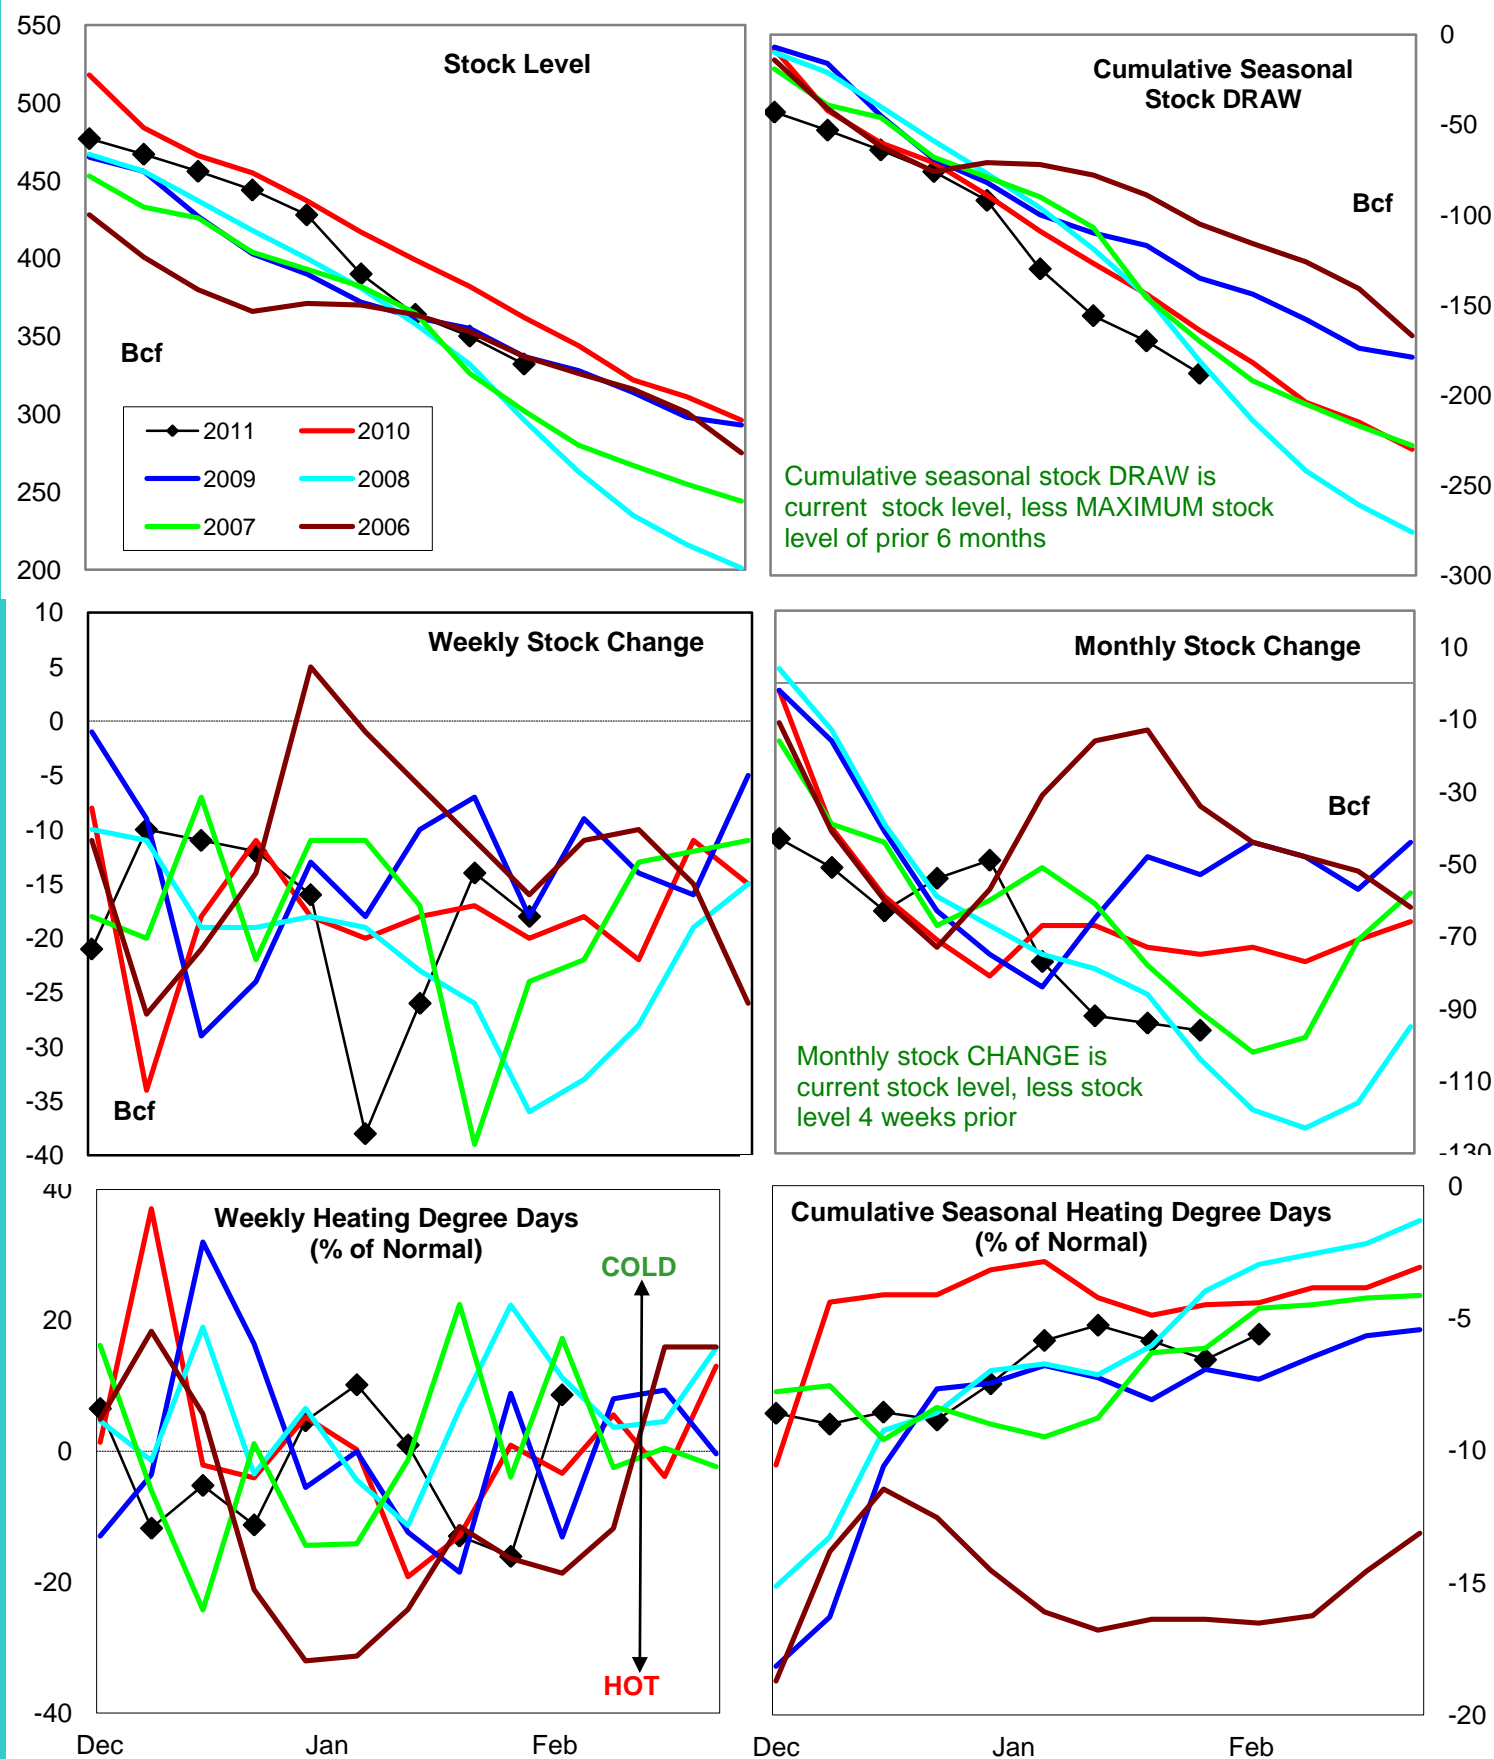 550
500
450
400
350
300
250
200
Stock Level
Bcf
2011
2010
2009
2008
2007
2006
Cumulative Seasonal
Stock DRAW
Bcf
Cumulative seasonal stock DRAW is
current stock level, less MAXIMUM stock
level of prior 6 months
0
-50
-100
-150
-200
-250
-300
10
5
0
-5
-10
-15
-20
-25
-30
-35
-40
Weekly Stock Change
Bcf
Monthly Stock Change
Bcf
Monthly stock CHANGE is
current stock level, less stock
level 4 weeks prior
10
-10
-30
-50
-70
-90
-110
-130
40
20
0
-20
-40
Weekly Heating Degree Days
(% of Normal)
COLD
HOT
Dec
Jan
Feb
Cumulative Seasonal Heating Degree Days
(% of Normal)
0
-5
-10
-15
-20
Dec
Jan
Feb